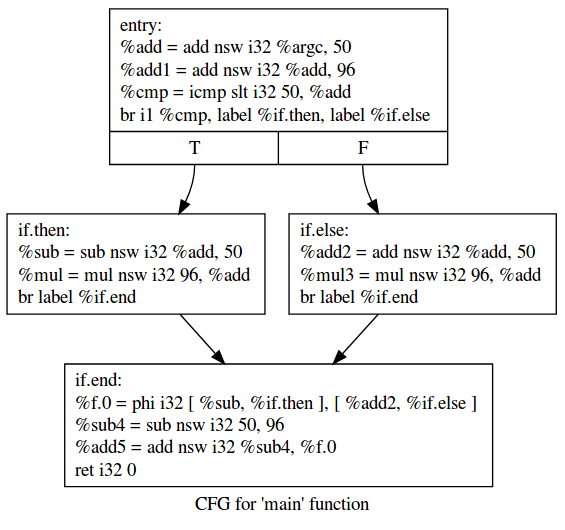 entry:
%add = add nsw i32 %argc, 50
%add1 = add nsw i32 %add, 96
%cmp = icmp slt i32 50, %add
br i1 %cmp, label %if.then, label %if.else
T
F
if.then:
%sub = sub nsw i32 %add, 50
%mul = mul nsw i32 96, %add
br label %if.end
if.else:
%add2 = add nsw i32 %add, 50
%mul3 = mul nsw i32 96, %add
br label %if.end
if.end:
%f.0 = phi i32 [ %sub, %if.then ], [ %add2, %if.else ]
%sub4 = sub nsw i32 50, 96
%add5 = add nsw i32 %sub4, %f.0
ret i32 0
CFG for 'main' function